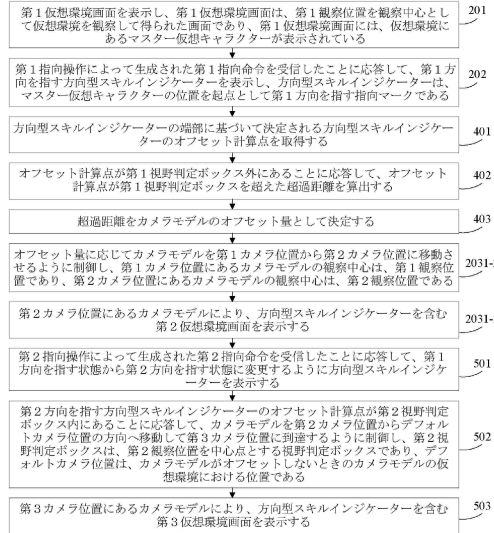 第1仮想環境画面を表示し、第1仮想環境画面は、第1観察位置を観察中心とし
て仮想環境を観察して得られた画面であり、第1仮想環境画面には、仮想環境に
あるマスター仮想キャラクターが表示されている
201
第1指向操作によって生成された第1指向命令を受信したことに応答して、第1方
向を指す方向型スキルインジケーターを表示し、方向型スキルインジケーターは、
マスター仮想キャラクターの位置を起点として第1方向を指す指向マークである
202
方向型スキルインジケーターの端部に基づいて決定される方向型スキルインジケー
ターのオフセット計算点を取得する
401
オフセット計算点が第1視野判定ボックス外にあることに応答して、オフセット
計算点が第1視野判定ボックスを超えた超過距離を算出する
402
超過距離をカメラモデルのオフセット量として決定する
403
オフセット量に応じてカメラモデルを第1カメラ位置から第2カメラ位置に移動さ
せるように制御し、第1カメラ位置にあるカメラモデルの観察中心は、第1観察位
置であり、第2カメラ位置にあるカメラモデルの観察中心は、第2観察位置である
2031-
第2カメラ位置にあるカメラモデルにより、方向型スキルインジケーターを含む
第2仮想環境画面を表示する
2031-
第2指向操作によって生成された第2指向命令を受信したことに応答して、第1方
向を指す状態から第2方向を指す状態に変更するように方向型スキルインジ
ケーターを表示する
501
第2方向を指す方向型スキルインジケーターのオフセット計算点が第2視野判定
ボックス内にあることに応答して、カメラモデルを第2カメラ位置からデフォル
トカメラ位置の方向へ移動して第3カメラ位置に到達するように制御し、第2視
野判定ボックスは、第2観察位置を中心点とする視野判定ボックスであり、デフォ
ルトカメラ位置は、カメラモデルがオフセットしないときのカメラモデルの仮
想環境における位置である
502
第3カメラ位置にあるカメラモデルにより、方向型スキルインジケーターを含む
第3仮想環境画面を表示する
503